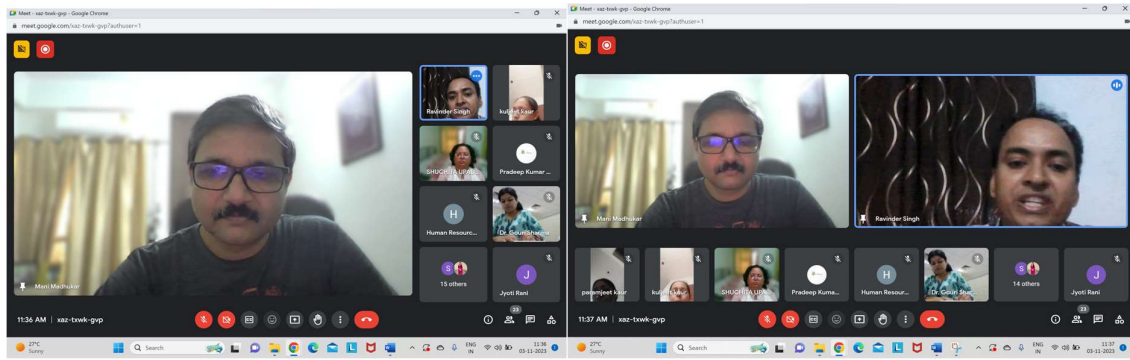 Meet - xaz-txwk-gvp - Google Chrome
meet.google.com/xaz-txwk-gvp?authuser=1
Ravinder Singh
kuljeet kaur
SHUCHITA UPAD...
Pradeep Kumar ...
H
Human Resourc...
Dr. Gouri Sharma
S
15 others
J
Jyoti Rani
Mani Madhukar
11:36 AM | xaz-txwk-gvp
23
27°C
Sunny
Search
ENG
IN
11:36
03-11-2023
Meet - xaz-txwk-gvp - Google Chrome
meet.google.com/xaz-txwk-gvp?authuser=1
Mani Madhukar
Ravinder Singh
paramjeet kaur
kuljeet kaur
SHUCHITA UPAD...
Pradeep Kuma...
H
Human Resour...
Dr. Gouri Shar...
S
14 others
J
Jyoti Rani
11:37 AM | xaz-txwk-gvp
23
27°C
Sunny
Search
ENG
IN
11:37
03-11-2023